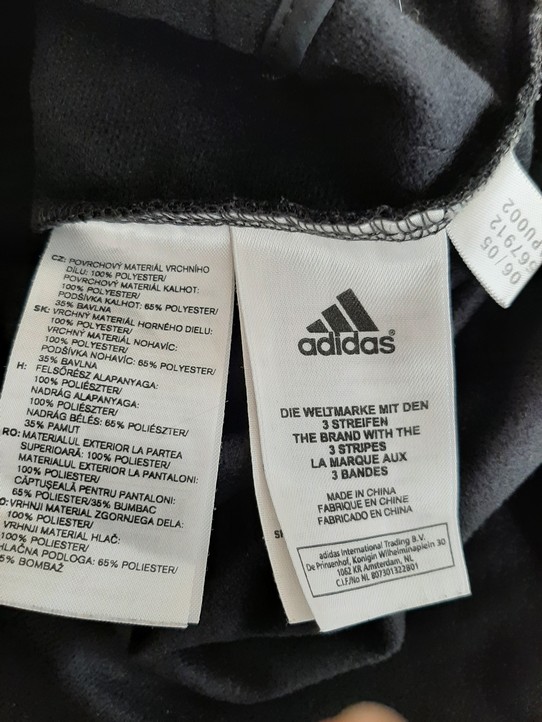 CZ: POVRCHOVÝ MATERIÁL VRCHNÍHO
DÍLU: 100% POLYESTER/
POVRCHOVÝ MATERIÁL KALHOT:
100% POLYESTER/
PODŠÍVKA KALHOT: 65% POLYESTER/
35% BAVLNA
SK: VRCHNÝ MATERIÁL HORNÉHO DIELU:
100% POLYESTER/
VRCHNÝ MATERIÁL NOHAVÍC:
100% POLYESTER/
PODŠÍVKA NOHAVÍC: 65% POLYESTER/
35% BAVLNA
H: FELSŐRÉSZ ALAPANYAGA:
100% POLIÉSZTER/
NADRÁG ALAPANYAGA:
100% POLIÉSZTER/
NADRÁG BÉLÉS: 65% POLIÉSZTER/
35% PAMUT
RO: MATERIALUL EXTERIOR LA PARTEA
SUPERIOARĂ: 100% POLIESTER/
MATERIALUL EXTERIOR LA PANTALONI:
100% POLIESTER/
CĂPTUŞEALĂ PENTRU PANTALONI:
65% POLIESTER/35% BUMBAC
O: VRHNJI MATERIAL ZGORNJEGA DELA:
100% POLIESTER/
VRHNJI MATERIAL HLAČ:
100% POLIESTER/
HLAČNA PODLOGA: 65% POLIESTER/
5% BOMBAŽ
adidas®
DIE WELTMARKE MIT DEN
3 STREIFEN
THE BRAND WITH THE
3 STRIPES
LA MARQUE AUX
3 BANDES
MADE IN CHINA
FABRIQUE EN CHINE
FABRICADO EN CHINA
adidas International Trading B.V.
De Prinsenhof, Konigin Wilhelminaplein 30
1062 KR Amsterdam, NL
C.I.F./No NL 807301322B01
06/05
567912
PU002